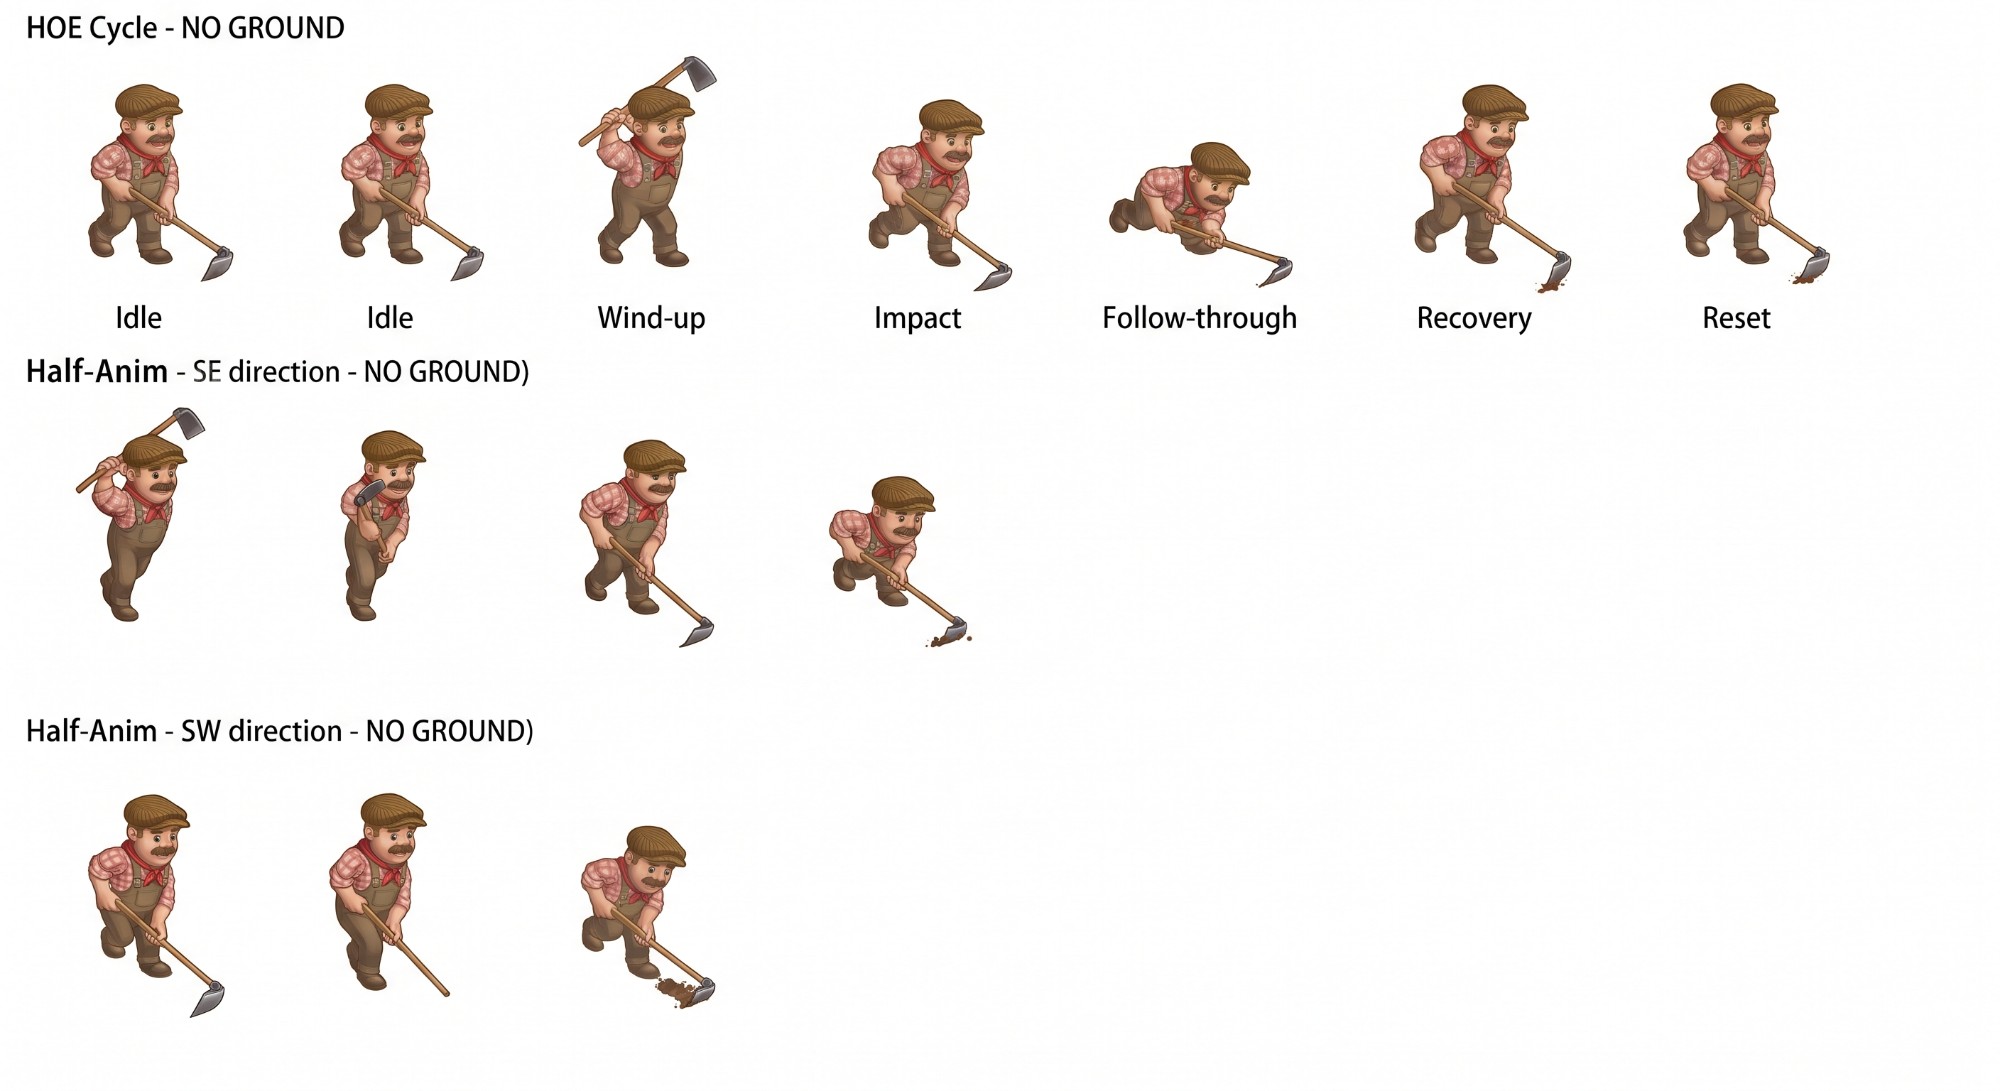 HOE Cycle - NO GROUND
Idle Idle Wind-up Impact Follow-through Recovery Reset
Half-Anim - SE direction - NO GROUND)
Half-Anim - SW direction - NO GROUND)